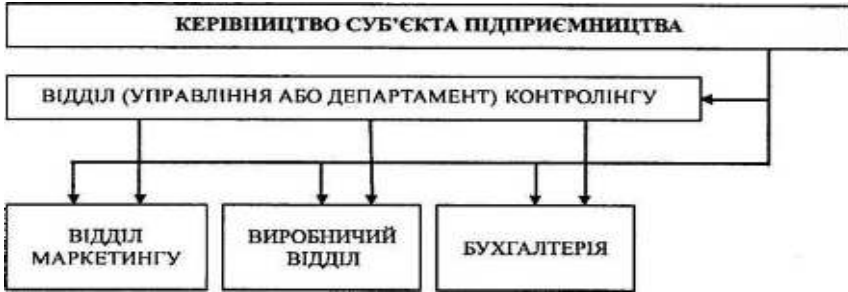 КЕРІВНИЦТВО СУБ'ЄКТА ПІДПРИЄМНИЦТВА
ВІДДІЛ (УПРАВЛІННЯ АБО ДЕПАРТАМЕНТ) КОНТРОЛІНГУ
ВІДДІЛ
МАРКЕТИНГУ
ВИРОБНИЧИЙ
ВІДДІЛ
БУХГАЛТЕРІЯ